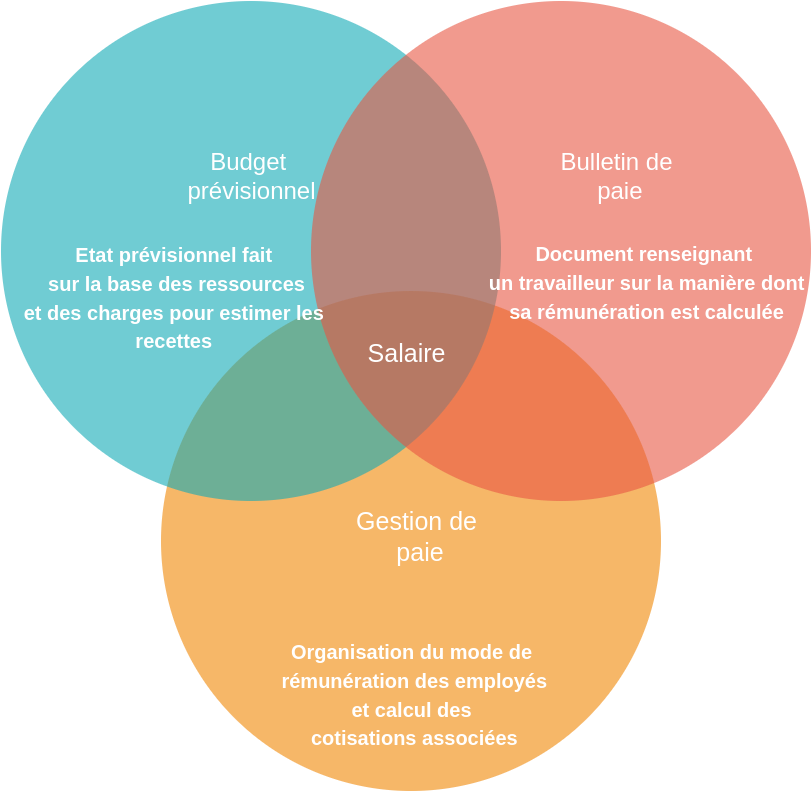 Budget
prévisionnel
Etat prévisionnel fait
sur la base des ressources
et des charges pour estimer les
recettes
Bulletin de
paie
Document renseignant
un travailleur sur la manière dont
sa rémunération est calculée
Salaire
Gestion de
paie
Organisation du mode de
rémunération des employés
et calcul des
cotisations associées